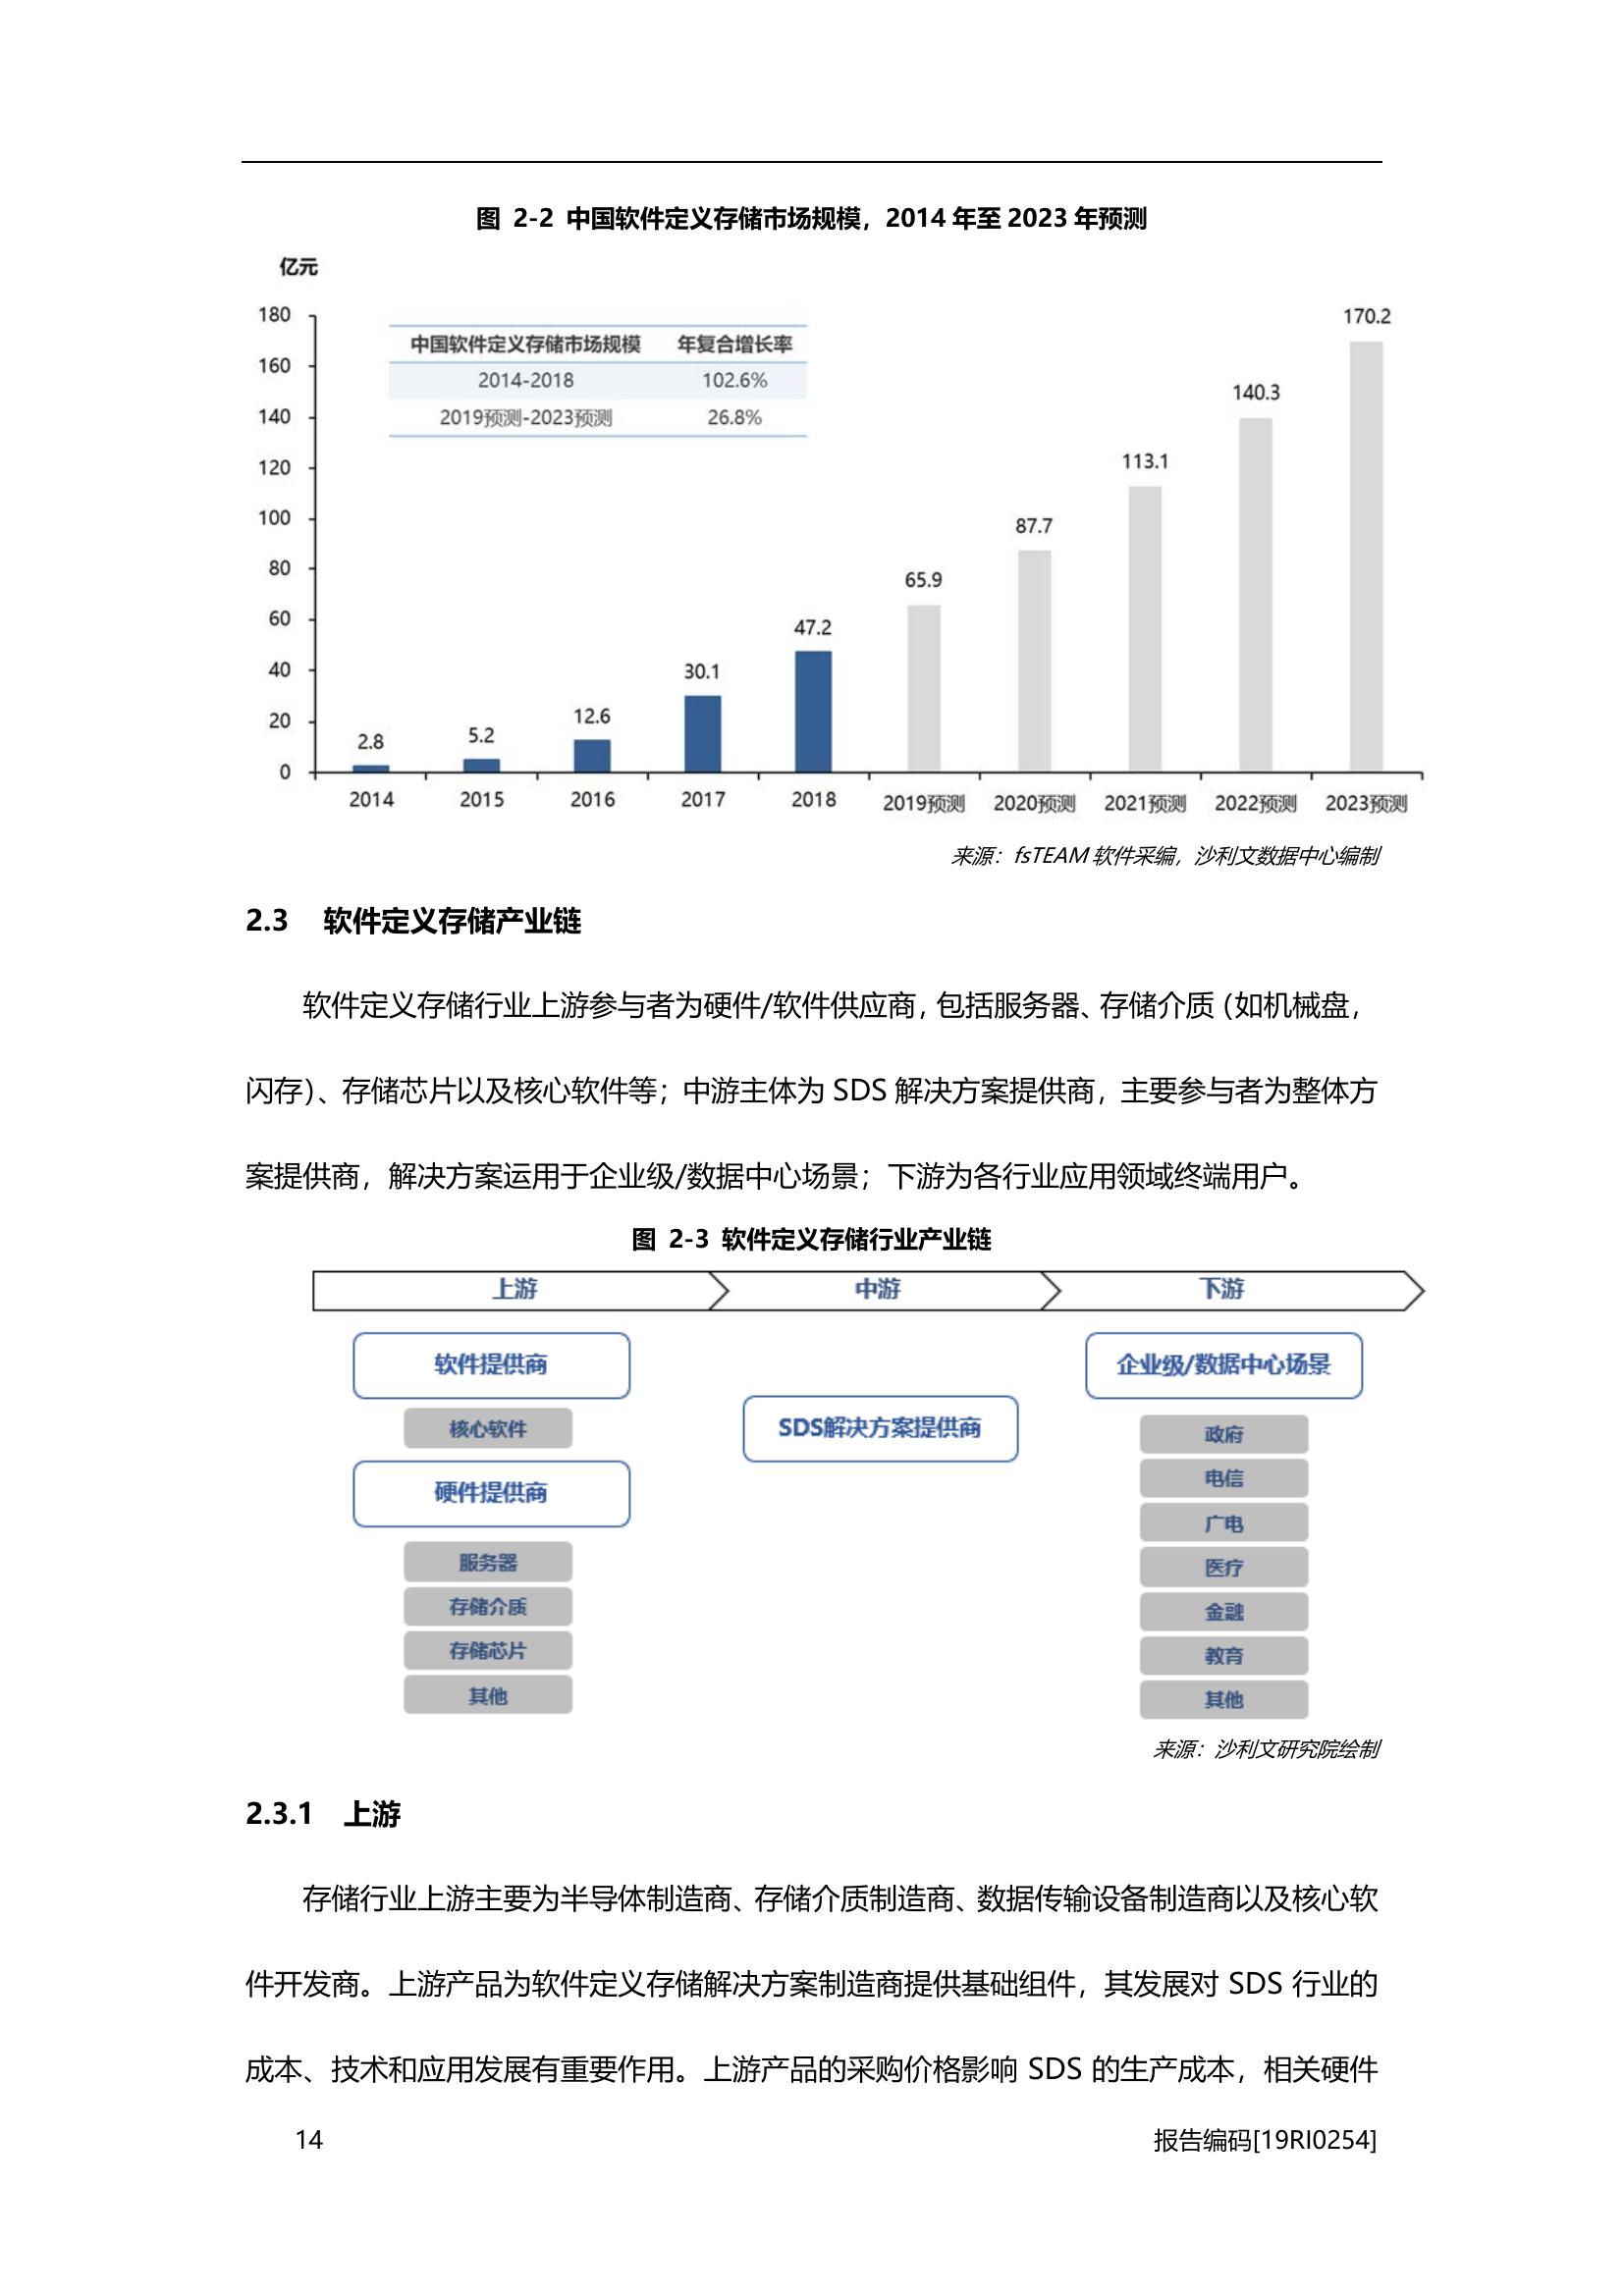 图 2-2 中国软件定义存储市场规模，2014 年至 2023 年预测
亿元
180
160
140
120
100
80
60
40
20
0
中国软件定义存储市场规模 年复合增长率
2014-2018 102.6%
2019预测-2023预测 26.8%
2.8
5.2
12.6
30.1
47.2
65.9
87.7
113.1
140.3
170.2
2014 2015 2016 2017 2018 2019预测 2020预测 2021预测 2022预测 2023预测
来源：fsTEAM 软件采编，沙利文数据中心编制
2.3 软件定义存储产业链
软件定义存储行业上游参与者为硬件/软件供应商，包括服务器、存储介质（如机械盘，
闪存）、存储芯片以及核心软件等；中游主体为 SDS 解决方案提供商，主要参与者为整体方
案提供商，解决方案运用于企业级/数据中心场景；下游为各行业应用领域终端用户。
图 2-3 软件定义存储行业产业链
上游 中游 下游
软件提供商
核心软件
硬件提供商
服务器
存储介质
存储芯片
其他
SDS解决方案提供商
企业级/数据中心场景
政府
电信
广电
医疗
金融
教育
其他
来源：沙利文研究院绘制
2.3.1 上游
存储行业上游主要为半导体制造商、存储介质制造商、数据传输设备制造商以及核心软
件开发商。上游产品为软件定义存储解决方案制造商提供基础组件，其发展对 SDS 行业的
成本、技术和应用发展有重要作用。上游产品的采购价格影响 SDS 的生产成本，相关硬件
14 报告编码[19RI0254]